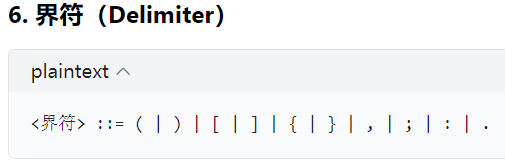 6. 界符（Delimiter）
plaintext
<界符> ::= ( | ) | [ | ] | { | } | , | ; | : | .